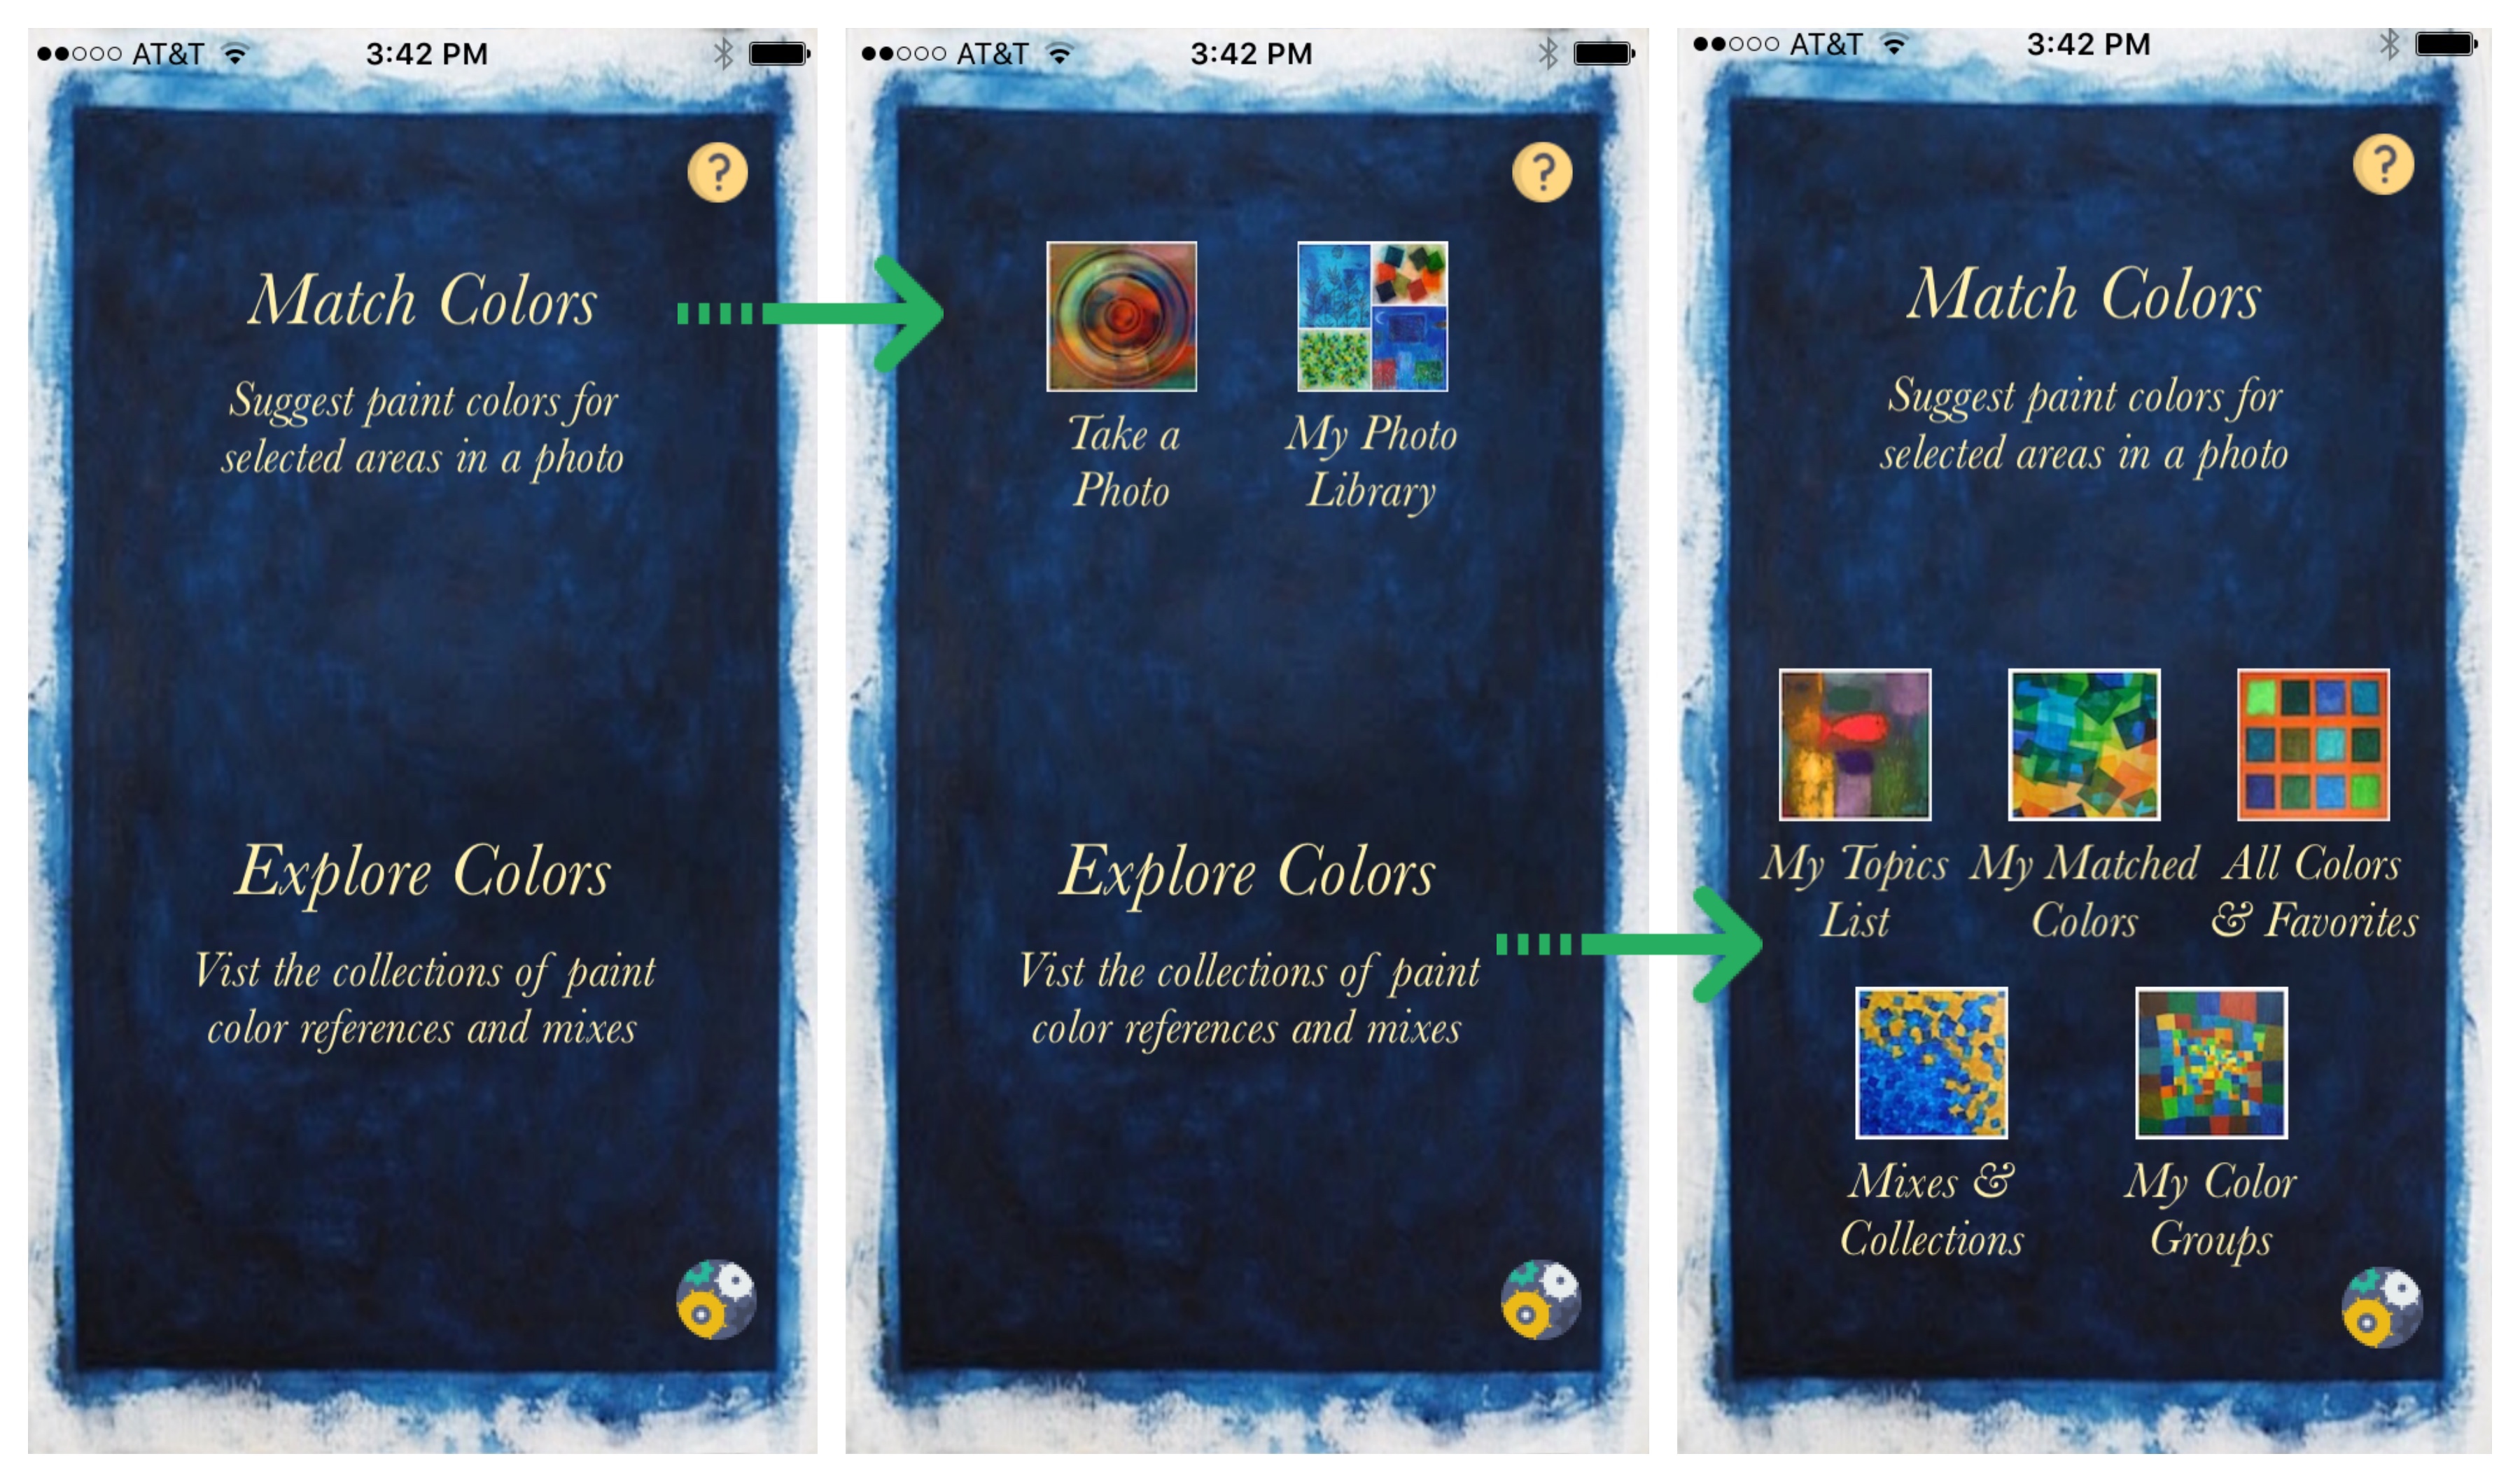 AT&T 3:42 PM
?
Match Colors
Suggest paint colors for
selected areas in a photo
Explore Colors
Vist the collections of paint
color references and mixes
AT&T 3:42 PM
?
Take a
Photo
My Photo
Library
Explore Colors
Vist the collections of paint
color references and mixes
AT&T 3:42 PM
?
Match Colors
Suggest paint colors for
selected areas in a photo
My Topics
List
My Matched
Colors
All Colors
& Favorites
Mixes &
Collections
My Color
Groups